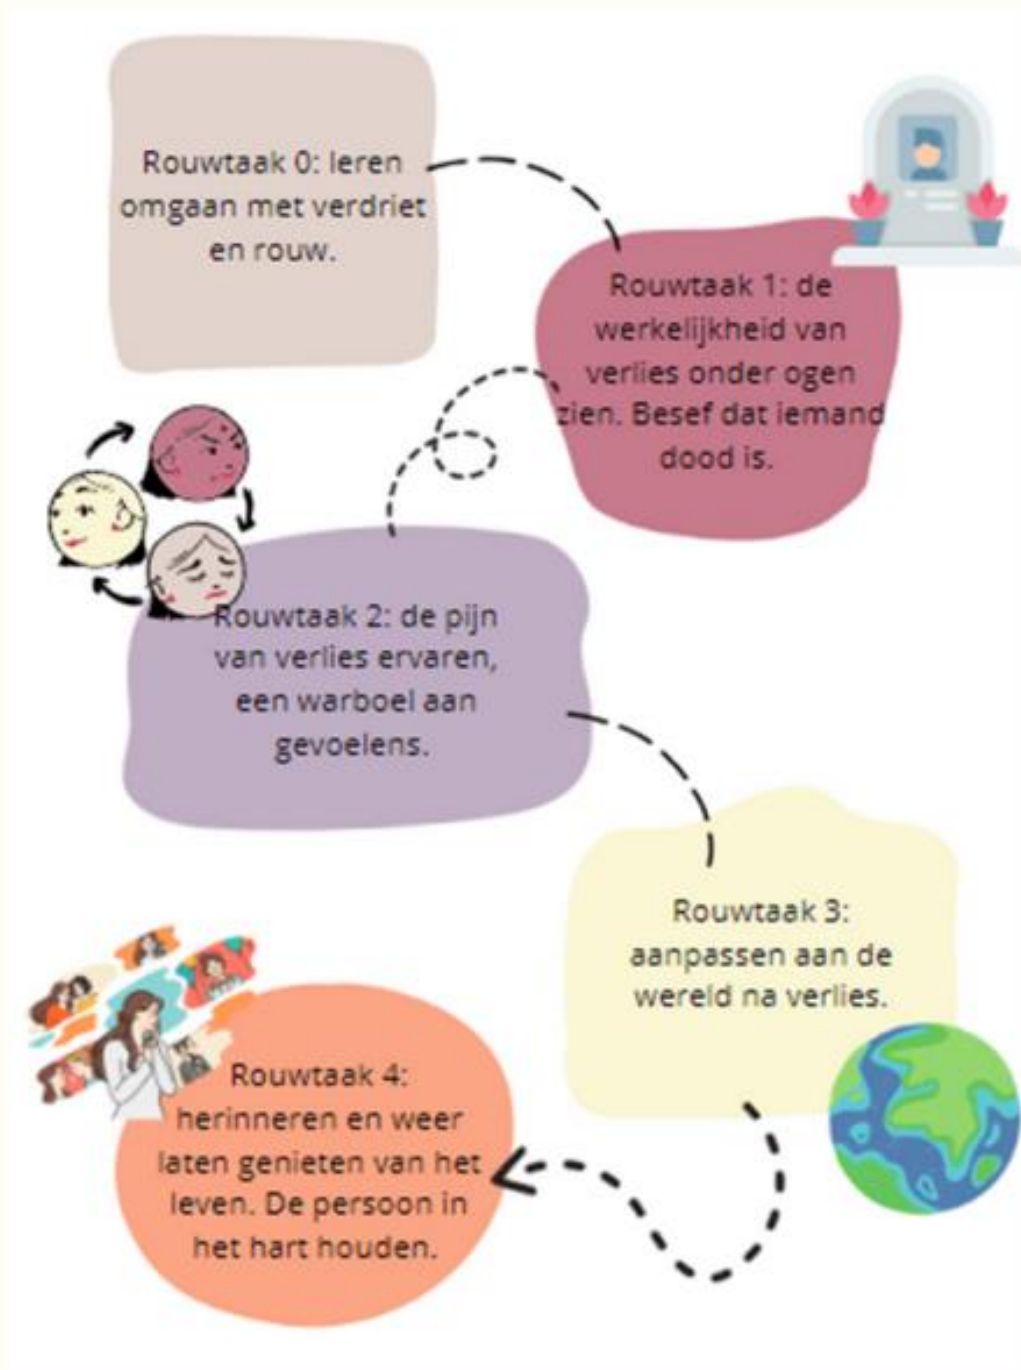 Rouwtaak 0: leren
omgaan met verdriet
en rouw.
Rouwtaak 1: de
werkelijkheid van
verlies onder ogen
zien. Besef dat iemand
dood is.
Rouwtaak 2: de pijn
van verlies ervaren,
een warboel aan
gevoelens.
Rouwtaak 3:
aanpassen aan de
wereld na verlies.
Rouwtaak 4:
herinneren en weer
laten genieten van het
leven. De persoon in
het hart houden.